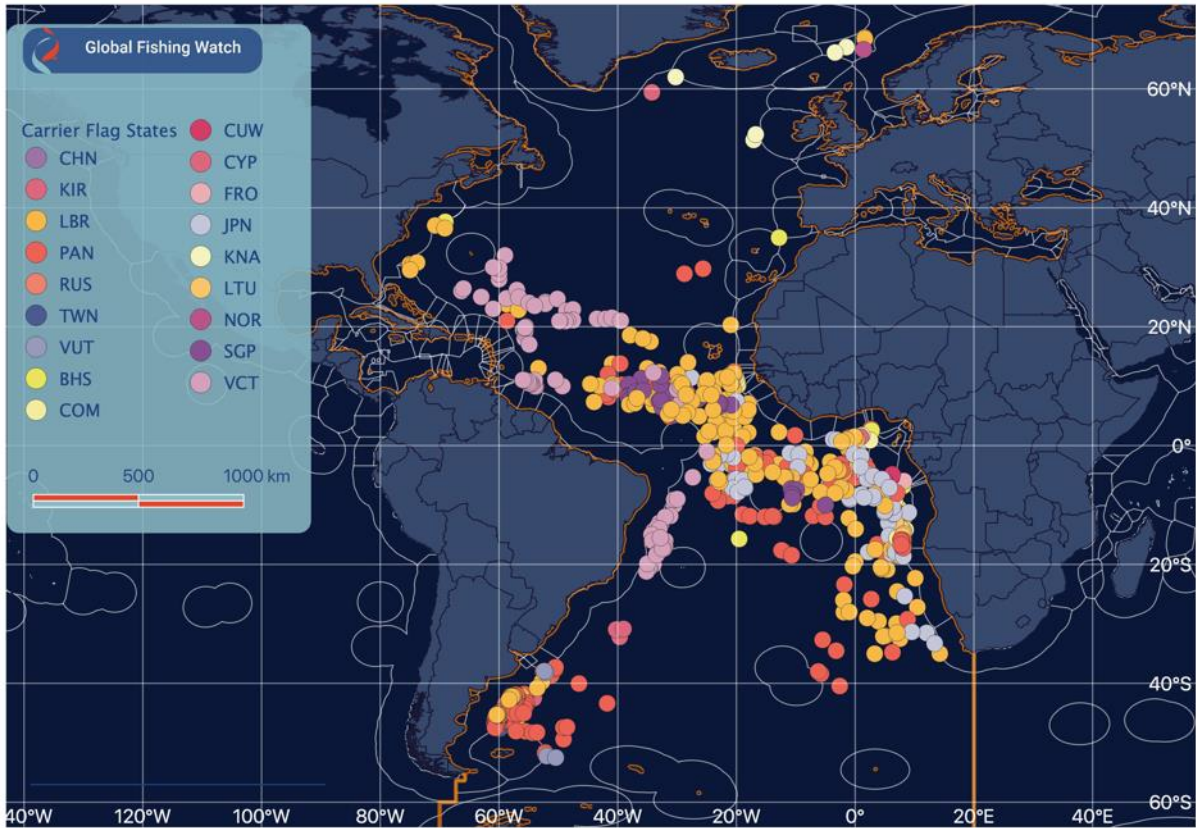 Global Fishing Watch
Carrier Flag States
CHN
KIR
LBR
PAN
RUS
TWN
VUT
BHS
COM
CUW
CYP
FRO
JPN
KNA
LTU
NOR
SGP
VCT
0 500 1000 km
60°N
40°N
20°N
0°
20°S
40°S
60°S
40°W 120°W 100°W 80°W 60°W 40°W 20°W 0° 20°E 40°E